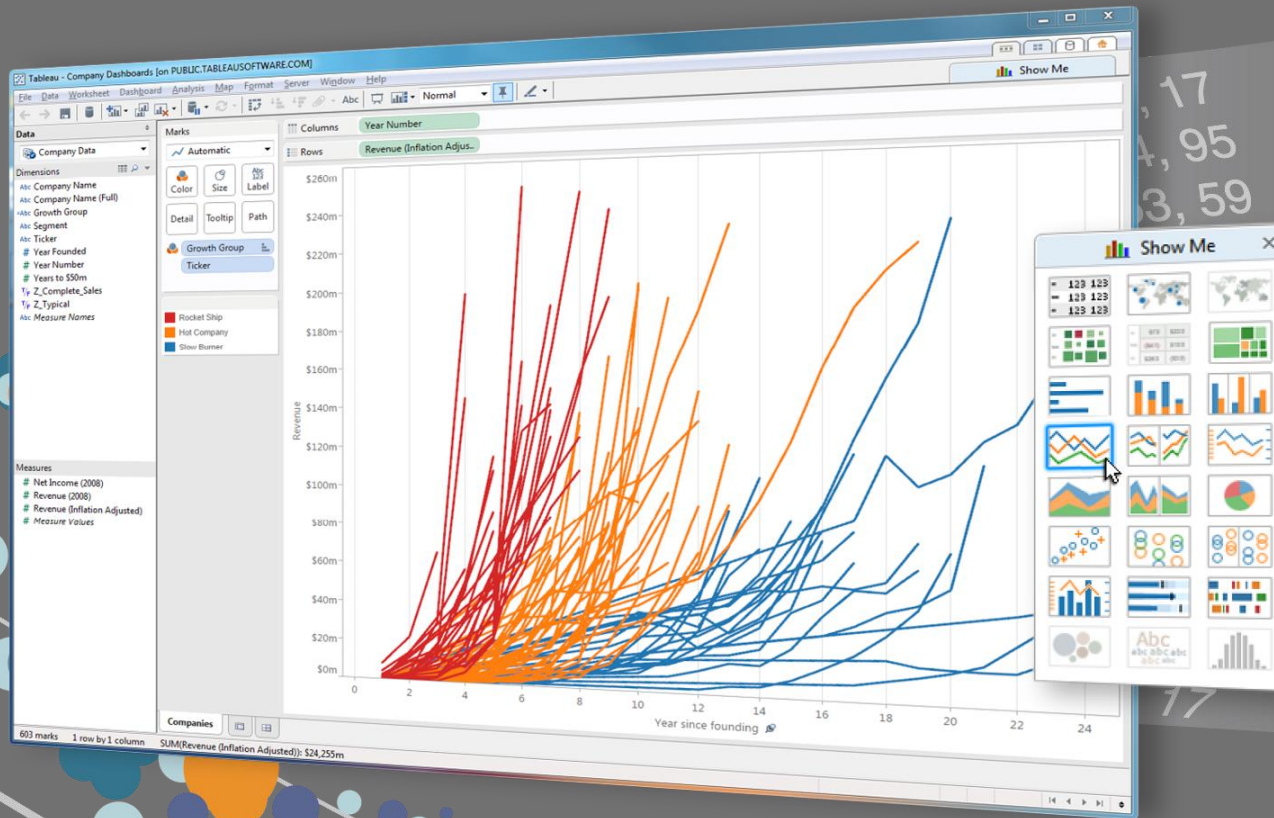 Tableau - Company Dashboards [on PUBLIC.TABLEAUSOFTWARE.COM]
File Data Worksheet Dashboard Analysis Map Format Server Window Help
Show Me
Abc
Normal
Data
Company Data
Dimensions
Abc Company Name
Abc Company Name (Full)
Abc Growth Group
Abc Segment
Abc Ticker
# Year Founded
# Year Number
# Years to $50m
Z_Complete_Sales
Z_Typical
Abc Measure Names
Measures
# Net Income (2008)
# Revenue (2008)
# Revenue (Inflation Adjusted)
# Measure Values
Marks
Automatic
Color Size Abc 123 Label
Detail Tooltip Path
Growth Group
Ticker
Rocket Ship
Hot Company
Slow Burner
Columns Year Number
Rows Revenue (Inflation Adjus..
$260m
$240m
$220m
$200m
$180m
$160m
$140m
$120m
$100m
$80m
$60m
$40m
$20m
$0m
Revenue
0 2 4 6 8 10 12 14 16 18 20 22 24
Year since founding
Companies
603 marks 1 row by 1 column SUM(Revenue (Inflation Adjusted)): $24,255m
Show Me
123 123
123 123
123 123
Abc
abc abc abc
abc abc
, 17
, 95
3, 59
17